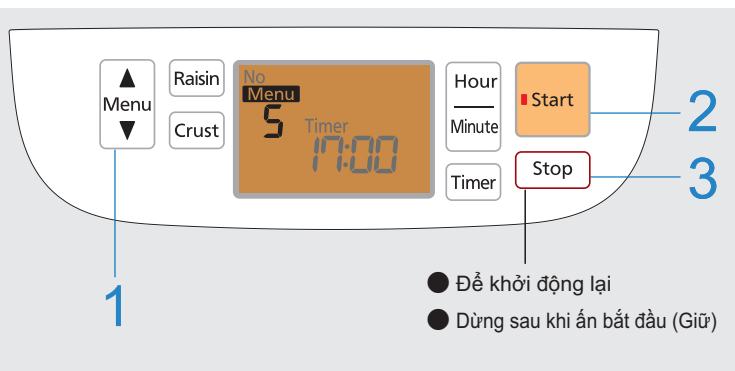 Menu
Raisin
Crust
No
Menu
5
Timer
17:00
Hour
Minute
Timer
Start
Stop
1
2
3
Để khởi động lại
Dừng sau khi ấn bắt đầu (Giữ)